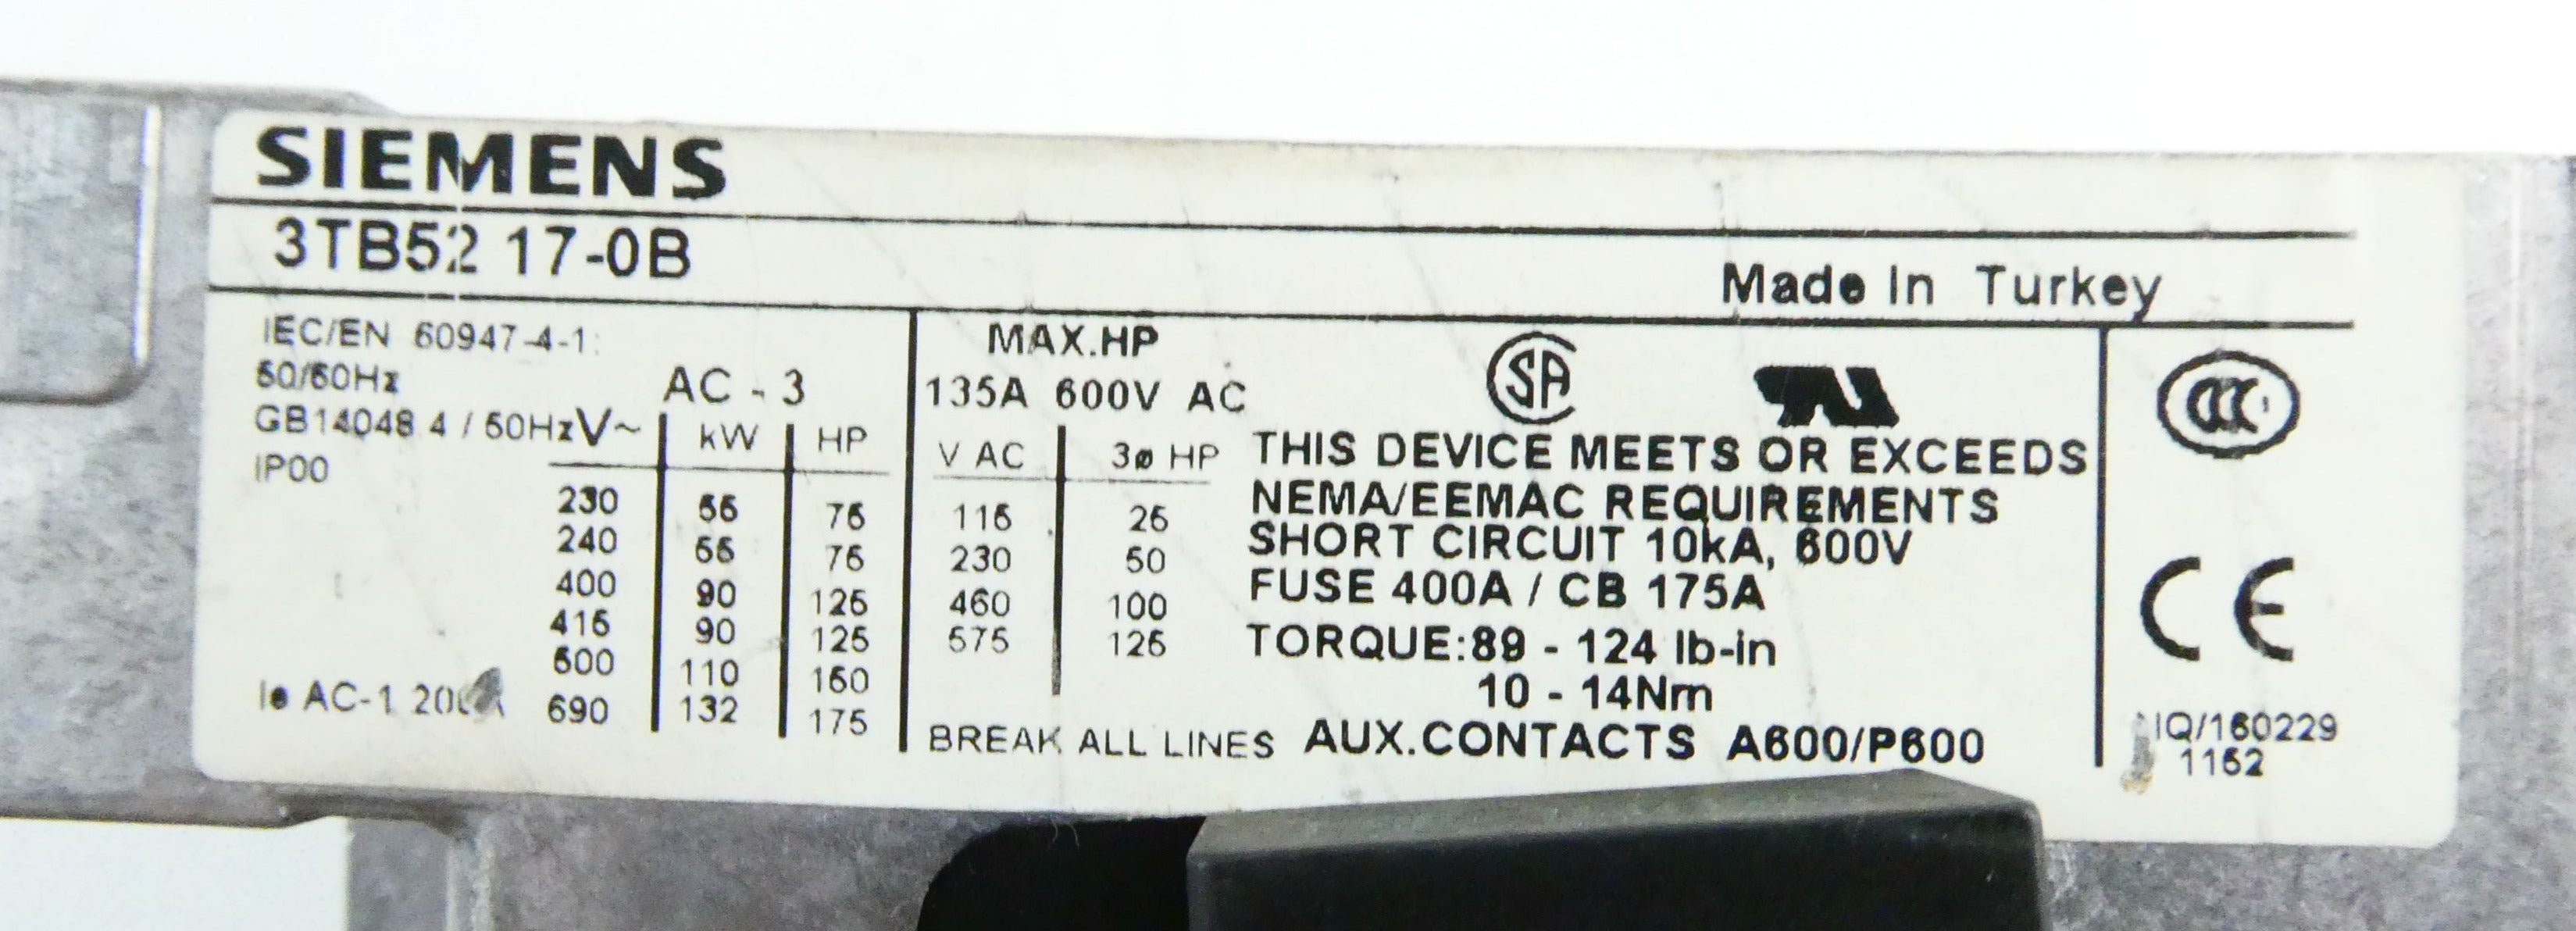 SIEMENS
3TB52 17-0B
Made In Turkey
IEC/EN 60947-4-1:
50/60Hz
GB14048.4 / 50Hz
IP00
Ie AC-1
AC - 3
V~ kW HP
230 55 75
240 55 75
400 90 125
415 90 125
500 110 150
690 132 175
MAX.HP
135A 600V AC
V AC 3ø HP
115 25
230 50
460 100
575 125
BREAK ALL LINES
SA
THIS DEVICE MEETS OR EXCEEDS
NEMA/EEMAC REQUIREMENTS
SHORT CIRCUIT 10kA, 600V
FUSE 400A / CB 175A
TORQUE:89 - 124 lb-in
10 - 14Nm
AUX.CONTACTS A600/P600
CCC
CE
1152